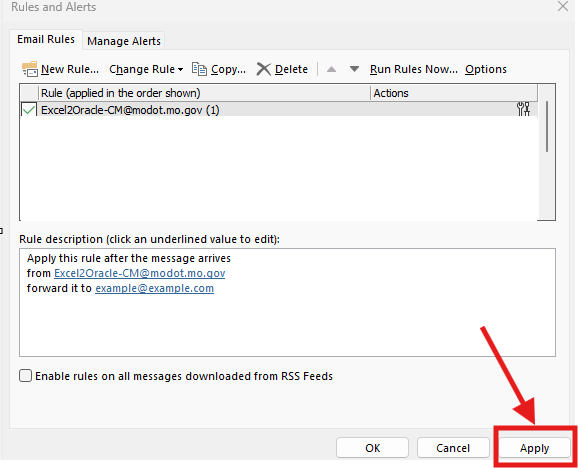 Rules and Alerts
Email Rules Manage Alerts
New Rule... Change Rule Copy... Delete Run Rules Now... Options
Rule (applied in the order shown) Actions
Excel2Oracle-CM@modot.mo.gov (1)
Rule description (click an underlined value to edit):
Apply this rule after the message arrives
from Excel2Oracle-CM@modot.mo.gov
forward it to example@example.com
Enable rules on all messages downloaded from RSS Feeds
OK Cancel Apply